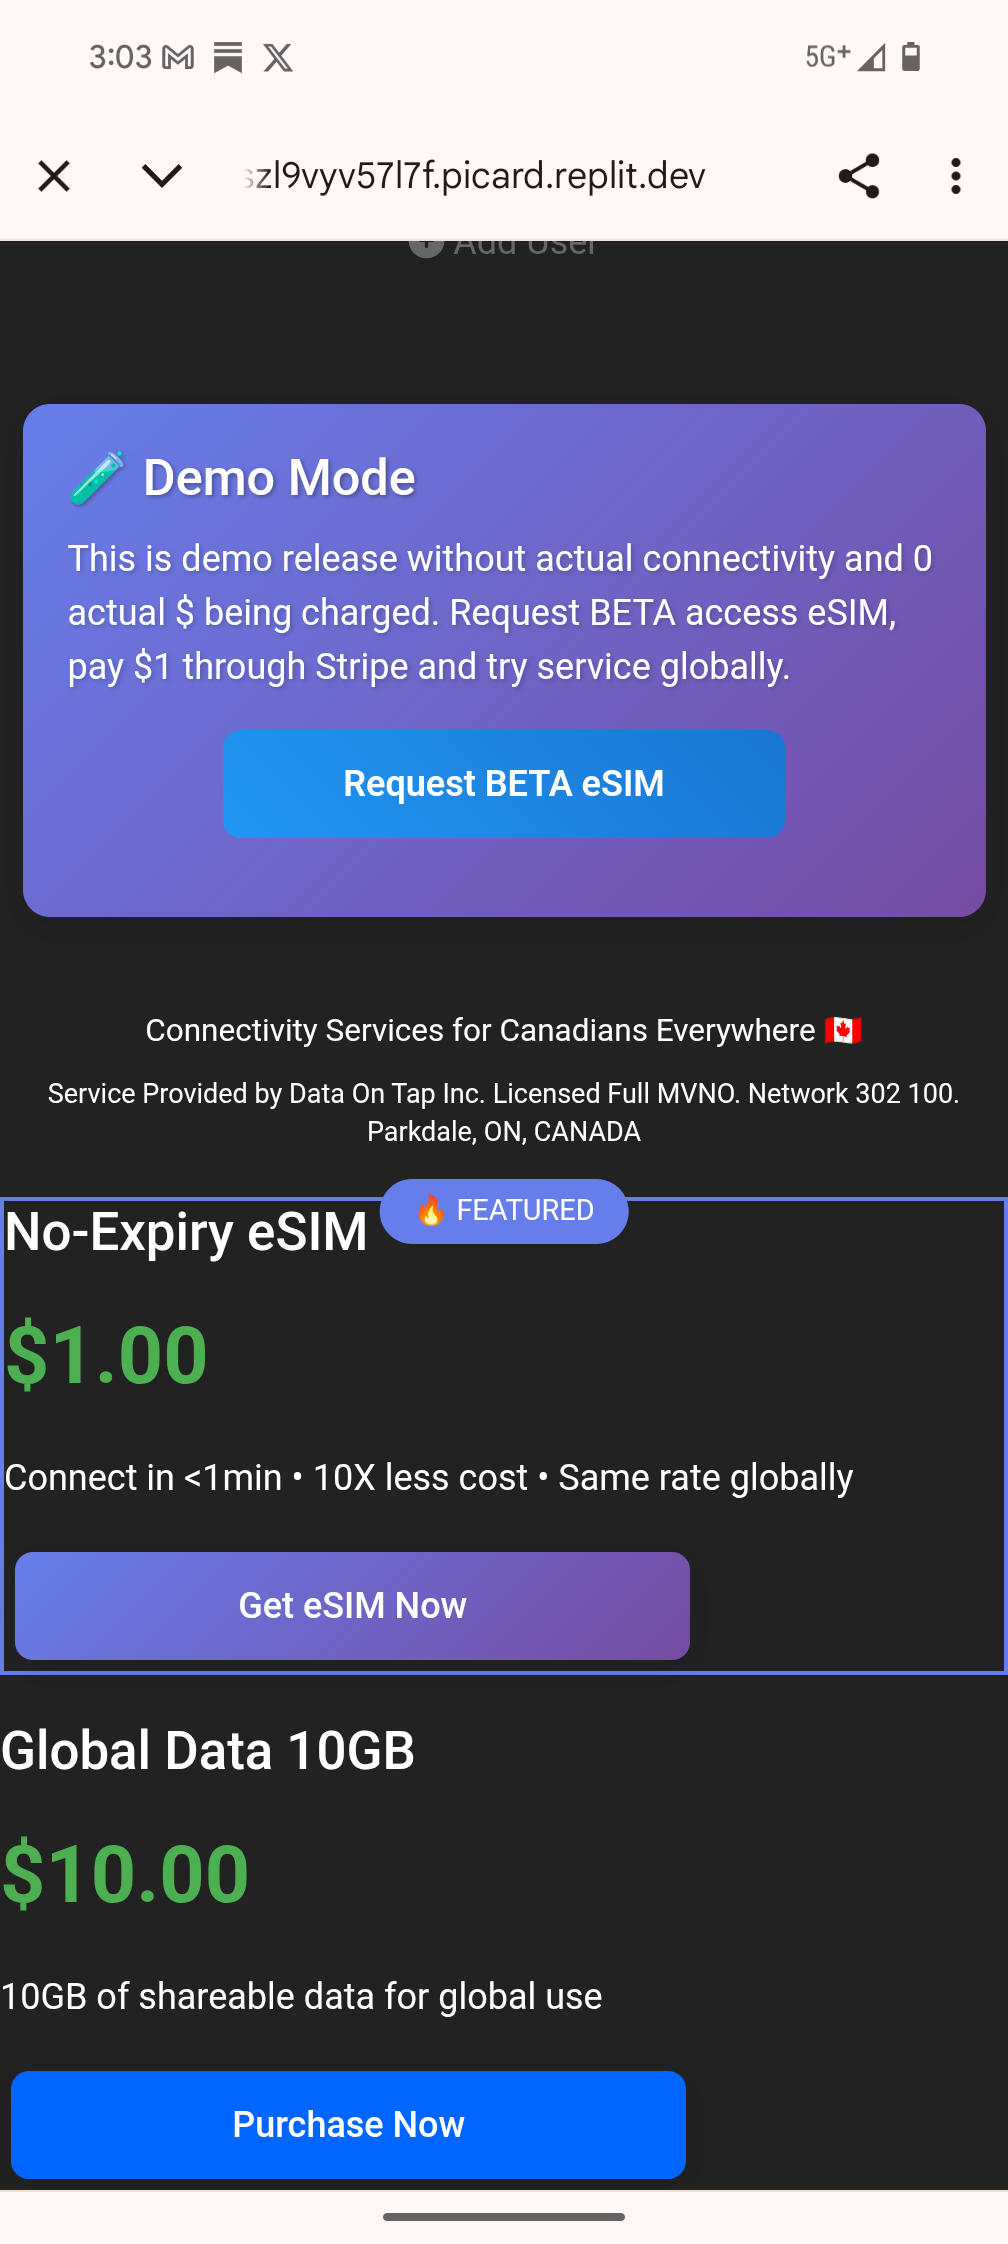 3:03
5G+
szl9vyv57l7f.picard.replit.dev
Add User
🧪 Demo Mode
This is demo release without actual connectivity and 0
actual $ being charged. Request BETA access eSIM,
pay $1 through Stripe and try service globally.
Request BETA eSIM
Connectivity Services for Canadians Everywhere 🇨🇦
Service Provided by Data On Tap Inc. Licensed Full MVNO. Network 302 100.
Parkdale, ON, CANADA
🔥 FEATURED
No-Expiry eSIM
$1.00
Connect in <1min • 10X less cost • Same rate globally
Get eSIM Now
Global Data 10GB
$10.00
10GB of shareable data for global use
Purchase Now